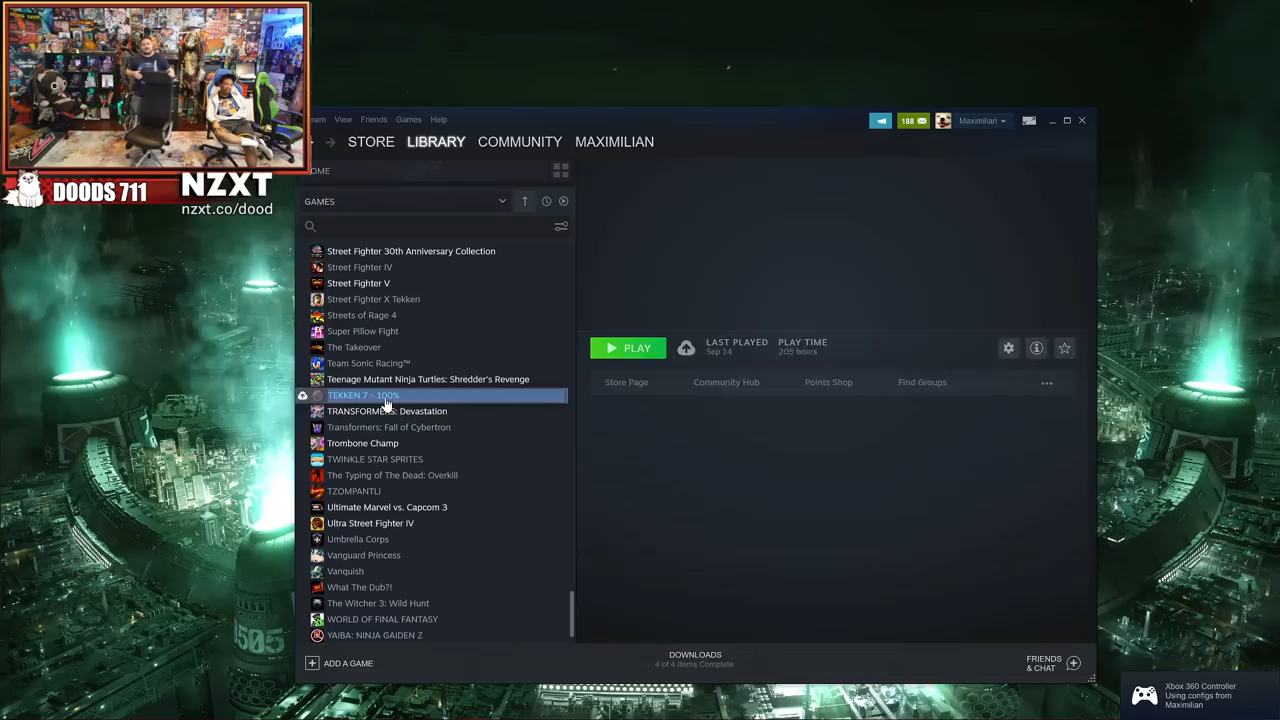 DOODS 711
NZXT
nzxt.co/dood
View Friends Games Help
188
Maximilian
STORE LIBRARY COMMUNITY MAXIMILIAN
GAMES
Street Fighter 30th Anniversary Collection
Street Fighter IV
Street Fighter V
Street Fighter X Tekken
Streets of Rage 4
Super Pillow Fight
The Takeover
Team Sonic Racing™
Teenage Mutant Ninja Turtles: Shredder's Revenge
TEKKEN 7 - 100%
TRANSFORMERS: Devastation
Transformers: Fall of Cybertron
Trombone Champ
TWINKLE STAR SPRITES
The Typing of The Dead: Overkill
TZOMPANTLI
Ultimate Marvel vs. Capcom 3
Ultra Street Fighter IV
Umbrella Corps
Vanguard Princess
Vanquish
What The Dub?!
The Witcher 3: Wild Hunt
WORLD OF FINAL FANTASY
YAIBA: NINJA GAIDEN Z
ADD A GAME
PLAY
LAST PLAYED
Sep 14
PLAY TIME
205 hours
Store Page Community Hub Points Shop Find Groups
DOWNLOADS
4 of 4 Items Complete
FRIENDS
& CHAT
Xbox 360 Controller
Using configs from
Maximilian